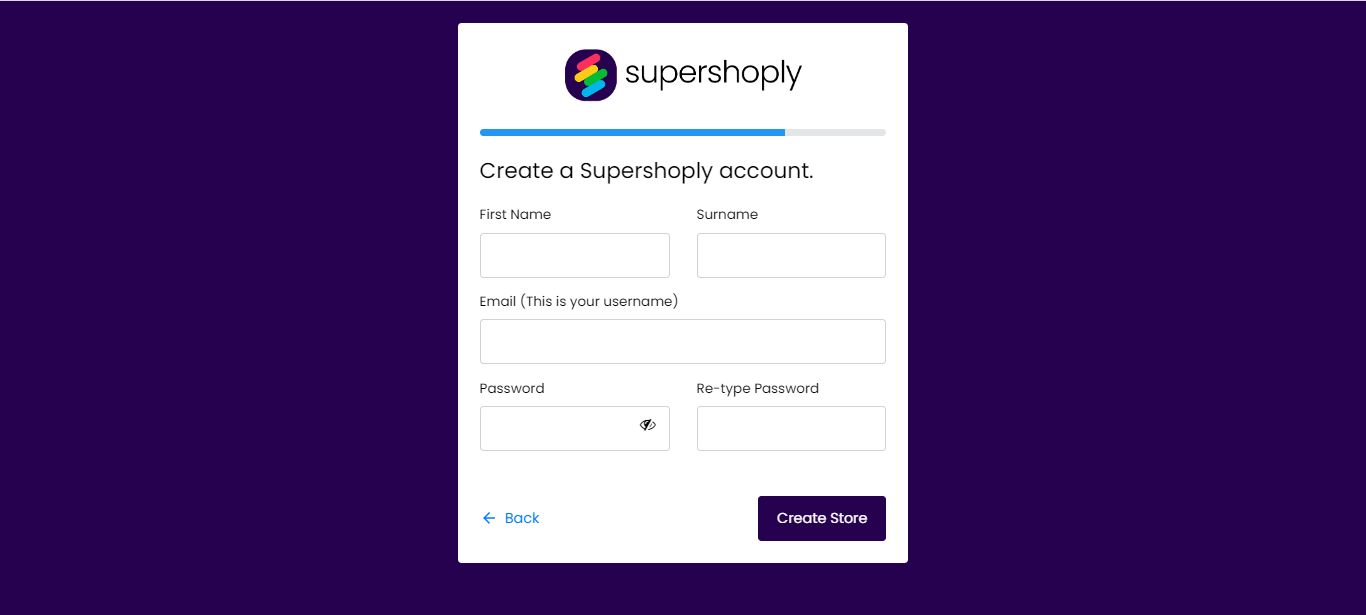 supershoply
Create a Supershoply account.
First Name Surname
Email (This is your username)
Password Re-type Password
Back Create Store